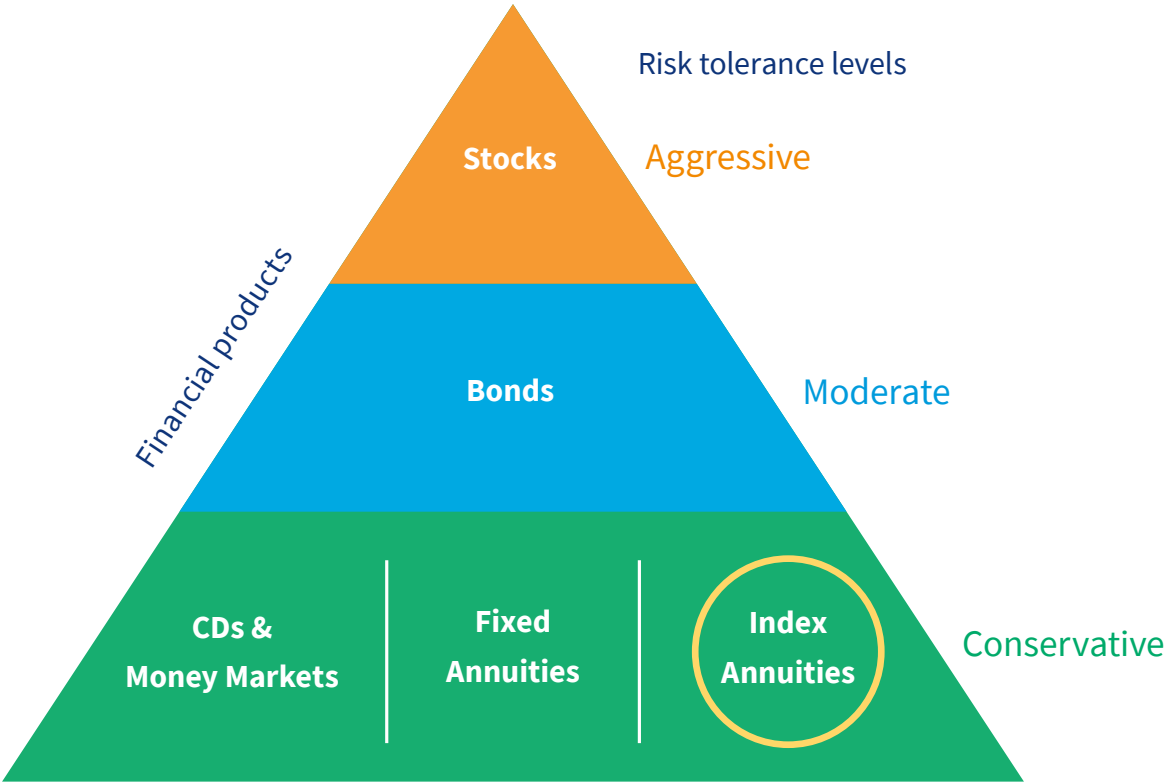 Risk tolerance levels
Stocks
Aggressive
Financial products
Bonds
Moderate
CDs &
Money Markets
Fixed
Annuities
Index
Annuities
Conservative